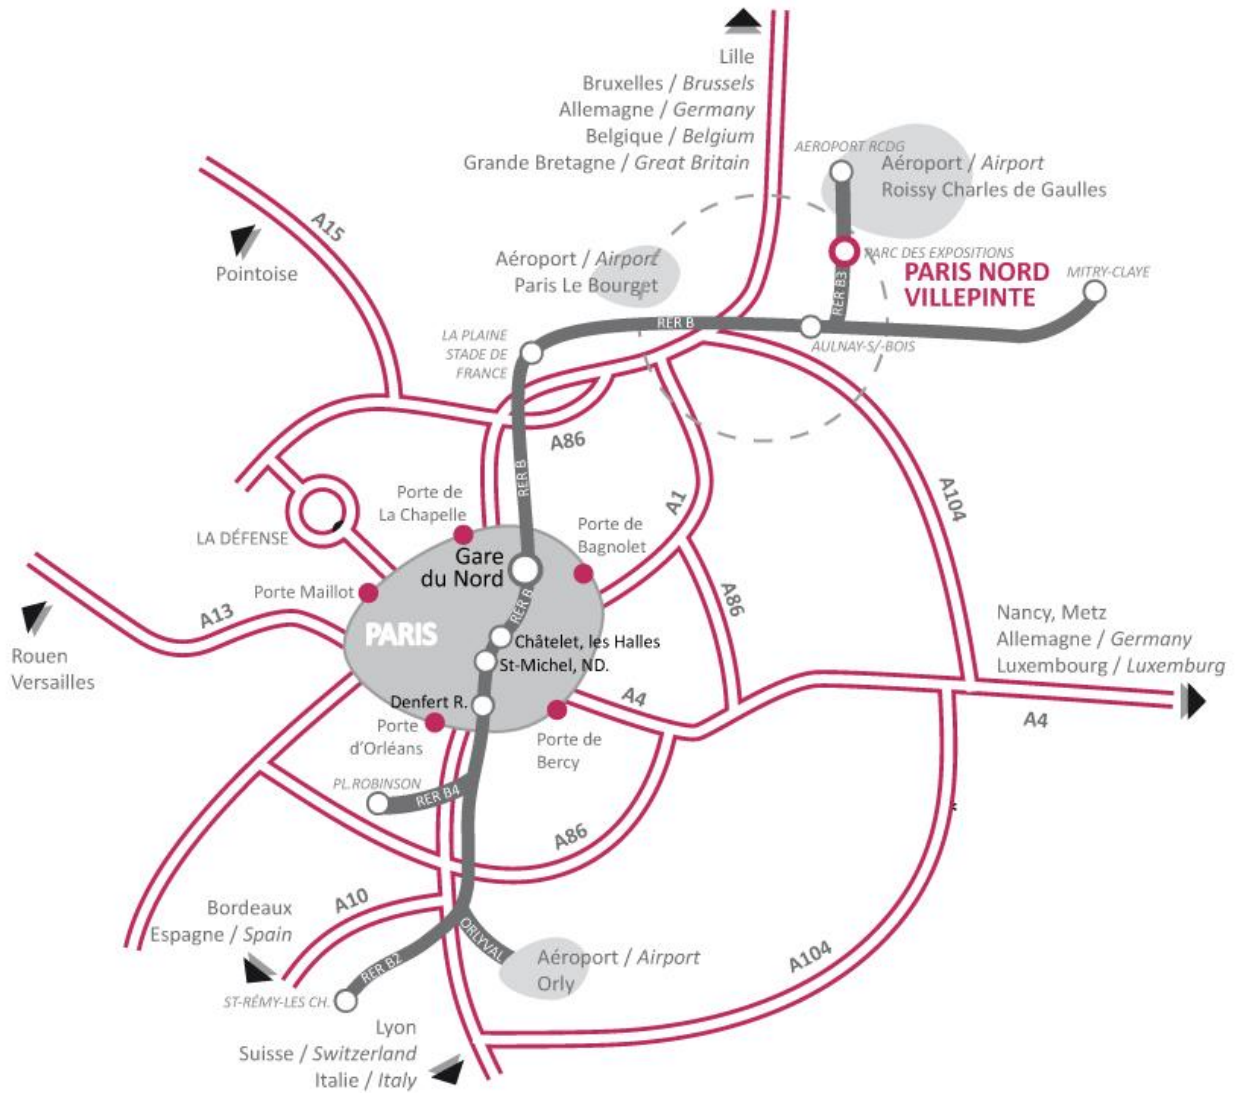 Lille
Bruxelles / Brussels
Allemagne / Germany
Belgique / Belgium
Grande Bretagne / Great Britain
AEROPORT RCDG
Aéroport / Airport
Roissy Charles de Gaulles
A15
Pointoise
Aéroport / Airport
Paris Le Bourget
PARC DES EXPOSITIONS
PARIS NORD
VILLEPINTE
MITRY-CLAYE
RER B3
RER B
LA PLAINE
STADE DE
FRANCE
AULNAY-S/-BOIS
A86
RER B
A1
A104
Porte de
La Chapelle
Porte de
Bagnolet
LA DÉFENSE
Gare
du Nord
Porte Maillot
RER B
A86
A13
PARIS
Châtelet, les Halles
St-Michel, ND.
Rouen
Versailles
Nancy, Metz
Allemagne / Germany
Luxembourg / Luxemburg
Denfert R.
A4
A4
Porte
d'Orléans
Porte de
Bercy
PL.ROBINSON
RER B4
A86
A10
Bordeaux
Espagne / Spain
ORLYVAL
Aéroport / Airport
Orly
A104
RER B2
ST-RÉMY-LES CH.
Lyon
Suisse / Switzerland
Italie / Italy